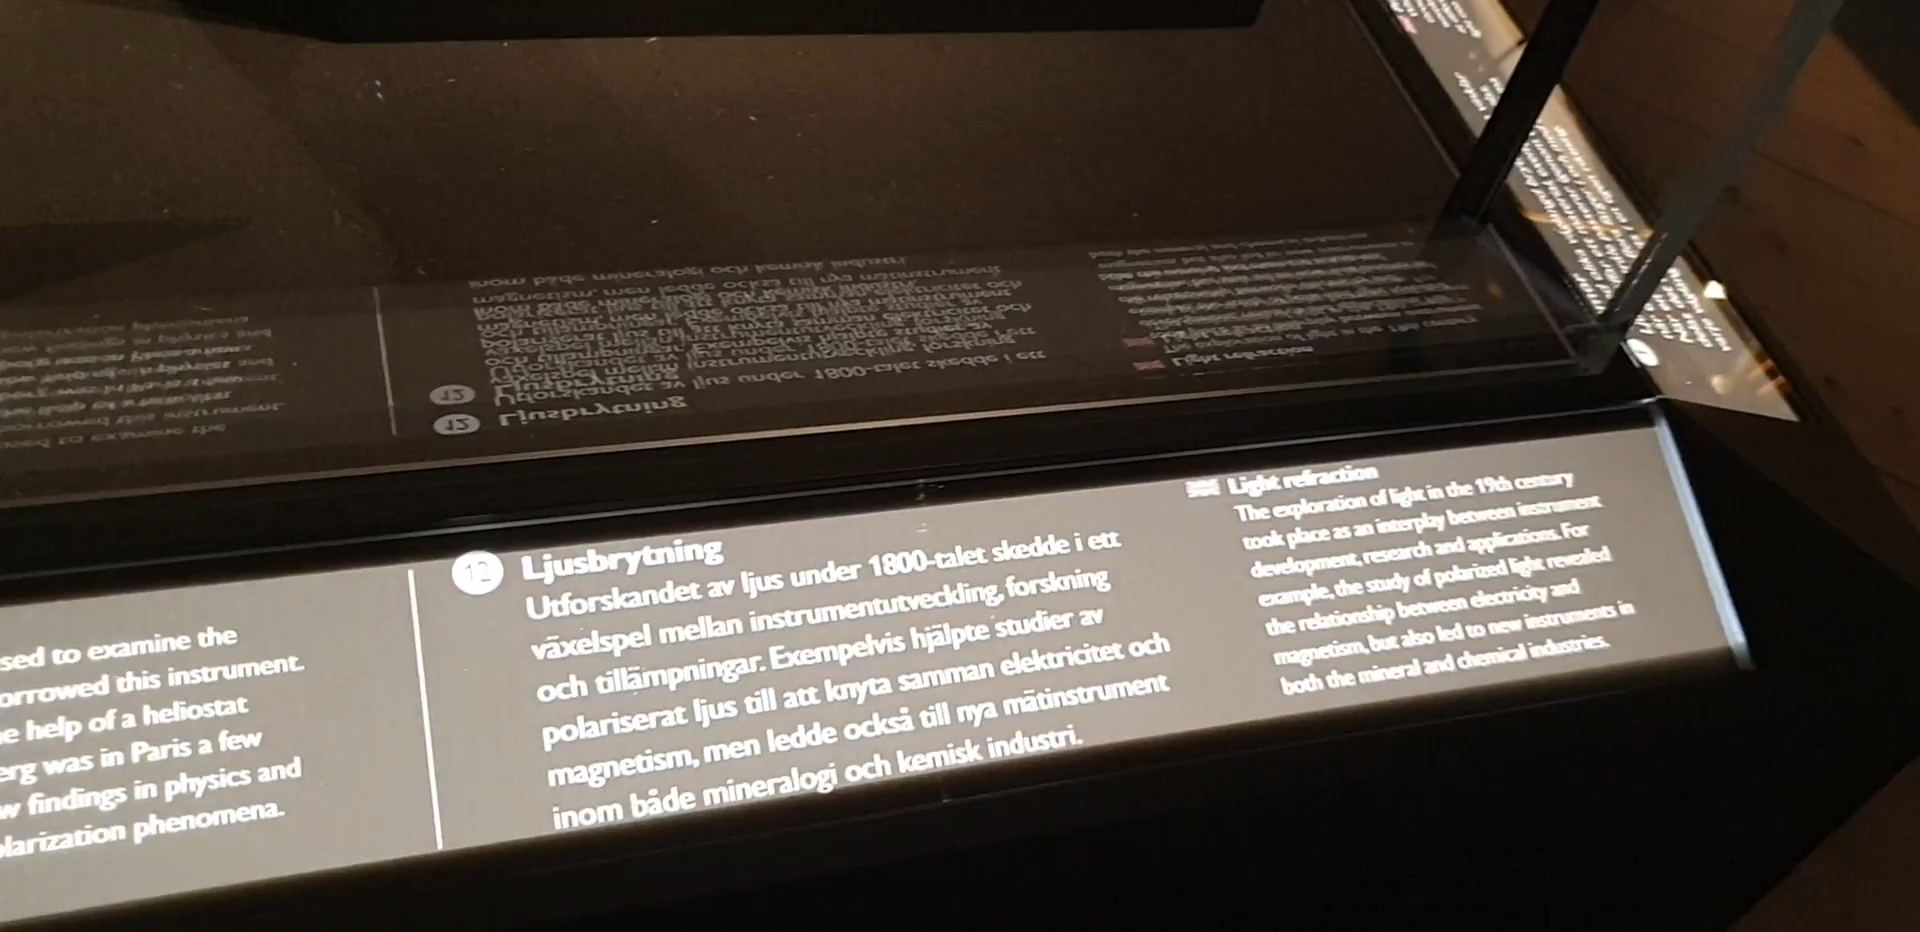 sed to examine the
orrowed this instrument.
e help of a heliostat
erg was in Paris a few
w findings in physics and
larization phenomena.
12 Ljusbrytning
Utforskandet av ljus under 1800-talet skedde i ett
växelspel mellan instrumentutveckling, forskning
och tillämpningar. Exempelvis hjälpte studier av
polariserat ljus till att knyta samman elektricitet och
magnetism, men ledde också till nya mätinstrument
inom både mineralogi och kemisk industri.
Light refraction
The exploration of light in the 19th century
took place as an interplay between instrument
development, research and applications. For
example, the study of polarized light revealed
the relationship between electricity and
magnetism, but also led to new instruments in
both the mineral and chemical industries.